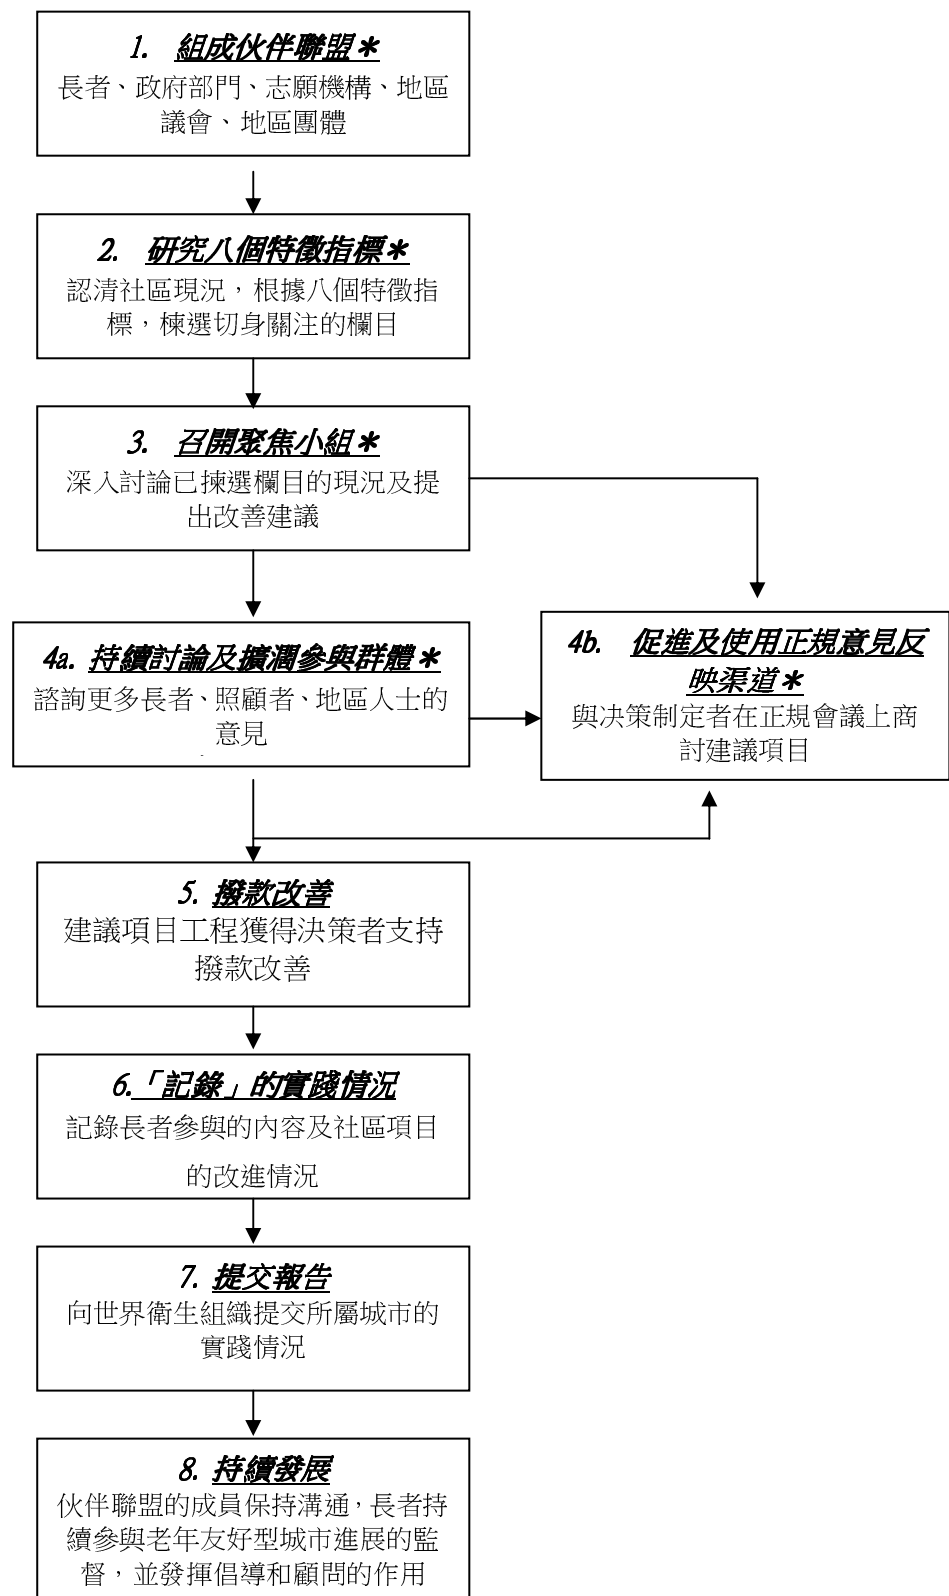 1. 組成伙伴聯盟＊
長者、政府部門、志願機構、地區
議會、地區團體
2. 研究八個特徵指標＊
認清社區現況，根據八個特徵指
標，楝選切身關注的欄目
3. 召開聚焦小組＊
深入討論已揀選欄目的現況及提
出改善建議
4a. 持續討論及擴濶參與群體＊
諮詢更多長者、照顧者、地區人士的
意見
4b. 促進及使用正規意見反
映渠道＊
與决策制定者在正規會議上商
討建議項目
5. 撥款改善
建議項目工程獲得決策者支持
撥款改善
6.「記錄」的實踐情況
記錄長者參與的內容及社區項目
的改進情況
7. 提交報告
向世界衛生組織提交所屬城市的
實踐情況
8. 持續發展
伙伴聯盟的成員保持溝通，長者持
續參與老年友好型城市進展的監
督，並發揮倡導和顧問的作用